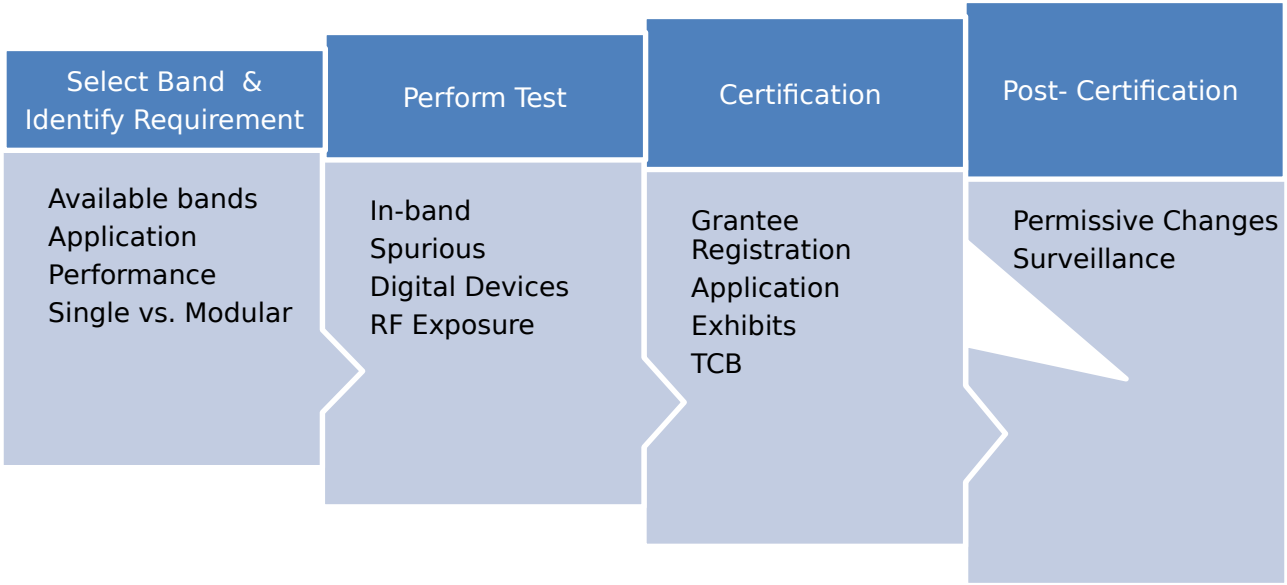 Select Band  &
Identify Requirement
Available bands
Application
Performance
Single vs. Modular
Perform Test
In-band
Spurious
Digital Devices
RF Exposure
Certification
Grantee
Registration
Application
Exhibits
TCB
Post- Certification
Permissive Changes
Surveillance